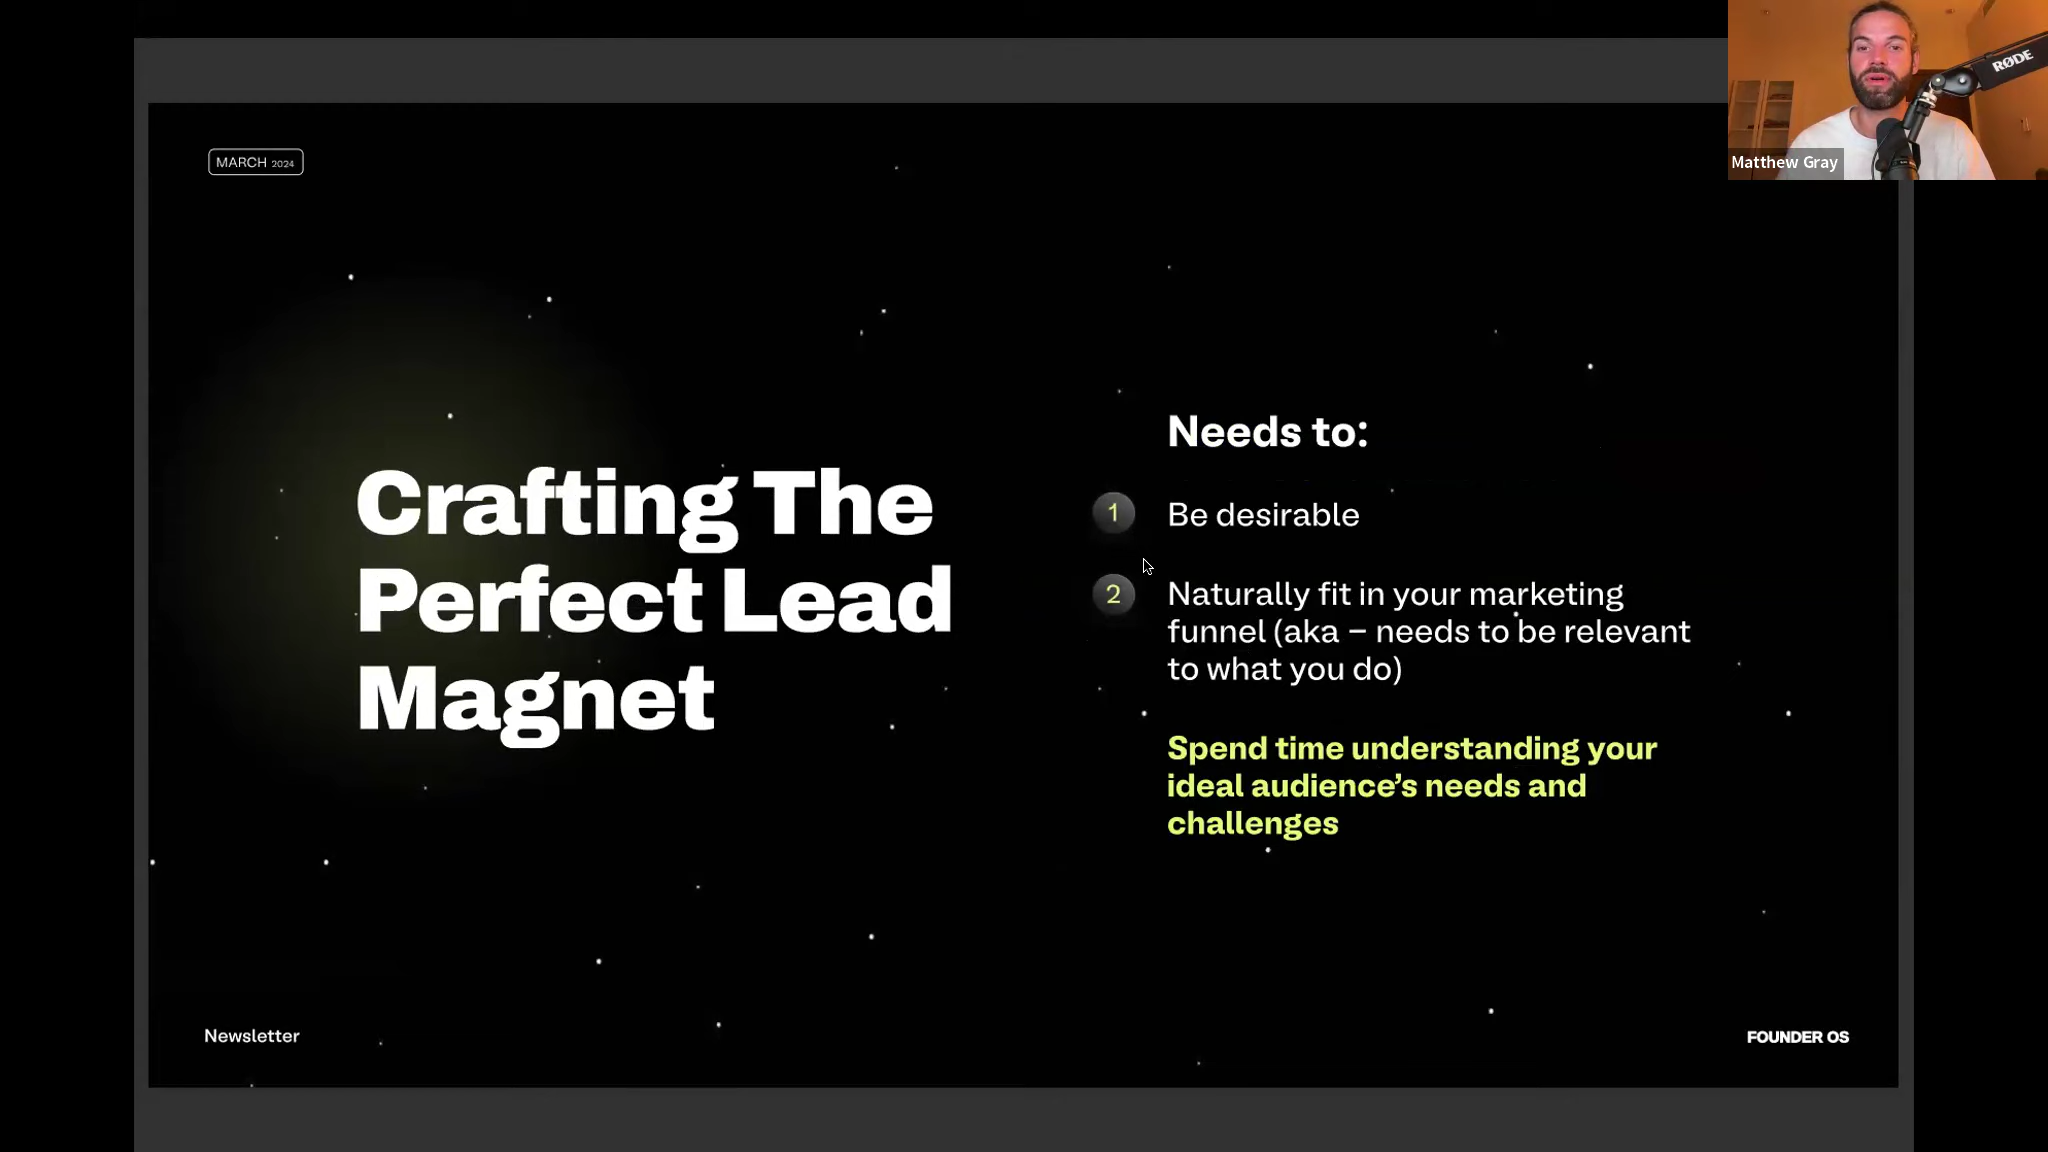 MARCH 2024
Crafting The
Perfect Lead
Magnet
Needs to:
1
Be desirable
2
Naturally fit in your marketing
funnel (aka – needs to be relevant
to what you do)
Spend time understanding your
ideal audience’s needs and
challenges
Newsletter
FOUNDER OS
RØDE
Matthew Gray